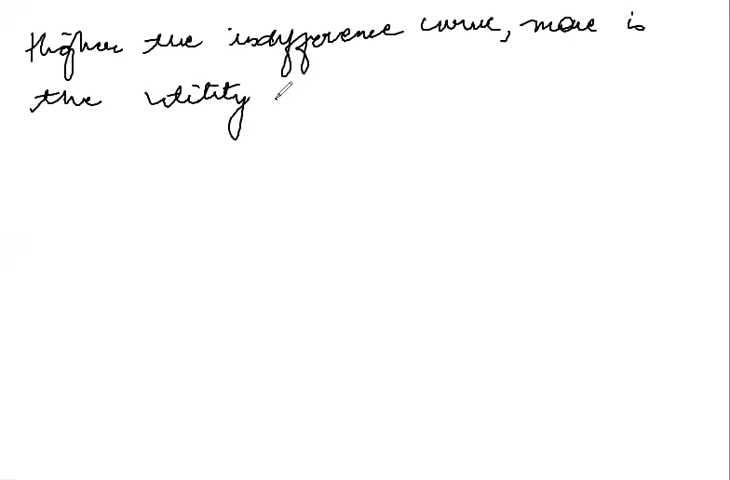 Higher the indifference curve, more is
the utility